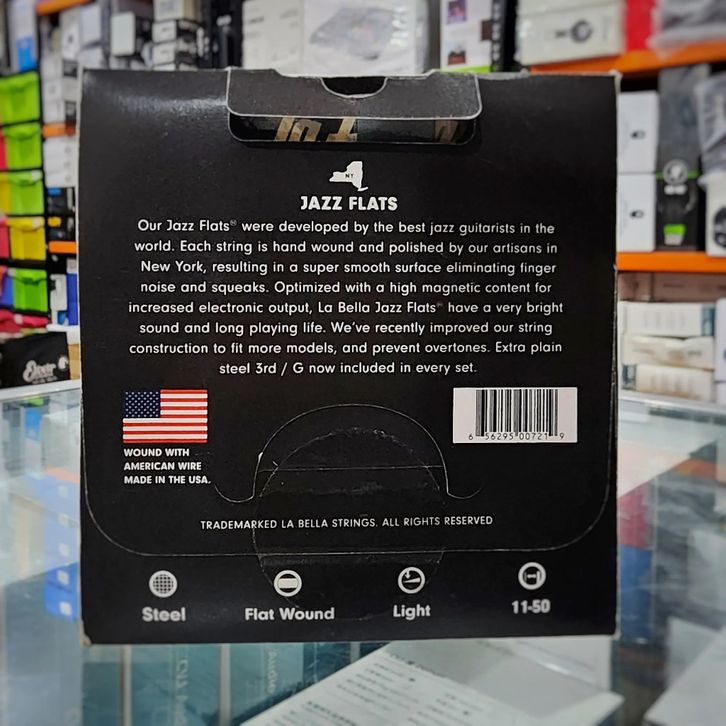 NY
JAZZ FLATS
Our Jazz Flats℠ were developed by the best jazz guitarists in the
world. Each string is hand wound and polished by our artisans in
New York, resulting in a super smooth surface eliminating finger
noise and squeaks. Optimized with a high magnetic content for
increased electronic output, La Bella Jazz Flats℠ have a very bright
sound and long playing life. We've recently improved our string
construction to fit more models, and prevent overtones. Extra plain
steel 3rd / G now included in every set.
WOUND WITH
AMERICAN WIRE
MADE IN THE USA.
6 56295 00721 9
TRADEMARKED LA BELLA STRINGS. ALL RIGHTS RESERVED
Steel
Flat Wound
Light
11-50
Elixir